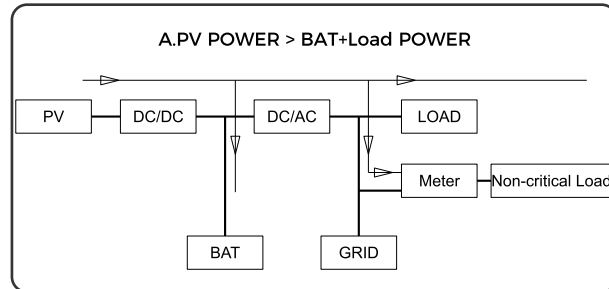 A.PV POWER > BAT+Load POWER
PV
DC/DC
DC/AC
LOAD
Meter
Non-critical Load
BAT
GRID